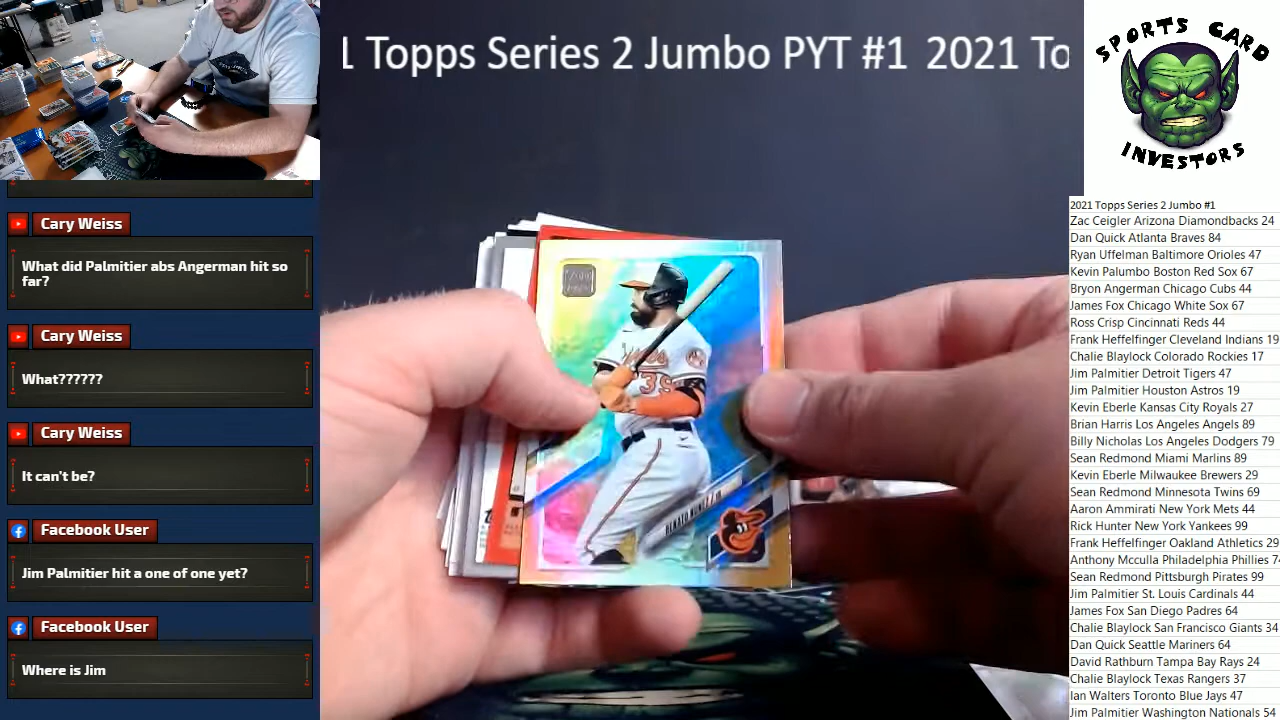 1 Topps Series 2 Jumbo PYT #1 2021 To
SPORTS CARD
INVESTORS
Cary Weiss
What did Palmitier abs Angerman hit so
far?
Cary Weiss
What??????
Cary Weiss
It can't be?
Facebook User
Jim Palmitier hit a one of one yet?
Facebook User
Where is Jim
39
RENATO NUNEZ
2021 Topps Series 2 Jumbo #1
Zac Ceigler Arizona Diamondbacks 24
Dan Quick Atlanta Braves 84
Ryan Uffelman Baltimore Orioles 47
Kevin Palumbo Boston Red Sox 67
Bryon Angerman Chicago Cubs 44
James Fox Chicago White Sox 67
Ross Crisp Cincinnati Reds 44
Frank Heffelfinger Cleveland Indians 19
Chalie Blaylock Colorado Rockies 17
Jim Palmitier Detroit Tigers 47
Jim Palmitier Houston Astros 19
Kevin Eberle Kansas City Royals 27
Brian Harris Los Angeles Angels 89
Billy Nicholas Los Angeles Dodgers 79
Sean Redmond Miami Marlins 89
Kevin Eberle Milwaukee Brewers 29
Sean Redmond Minnesota Twins 69
Aaron Ammirati New York Mets 44
Rick Hunter New York Yankees 99
Frank Heffelfinger Oakland Athletics 29
Anthony Mcculla Philadelphia Phillies 7
Sean Redmond Pittsburgh Pirates 99
Jim Palmitier St. Louis Cardinals 44
James Fox San Diego Padres 64
Chalie Blaylock San Francisco Giants 34
Dan Quick Seattle Mariners 64
David Rathburn Tampa Bay Rays 24
Chalie Blaylock Texas Rangers 37
Ian Walters Toronto Blue Jays 47
Jim Palmitier Washington Nationals 54